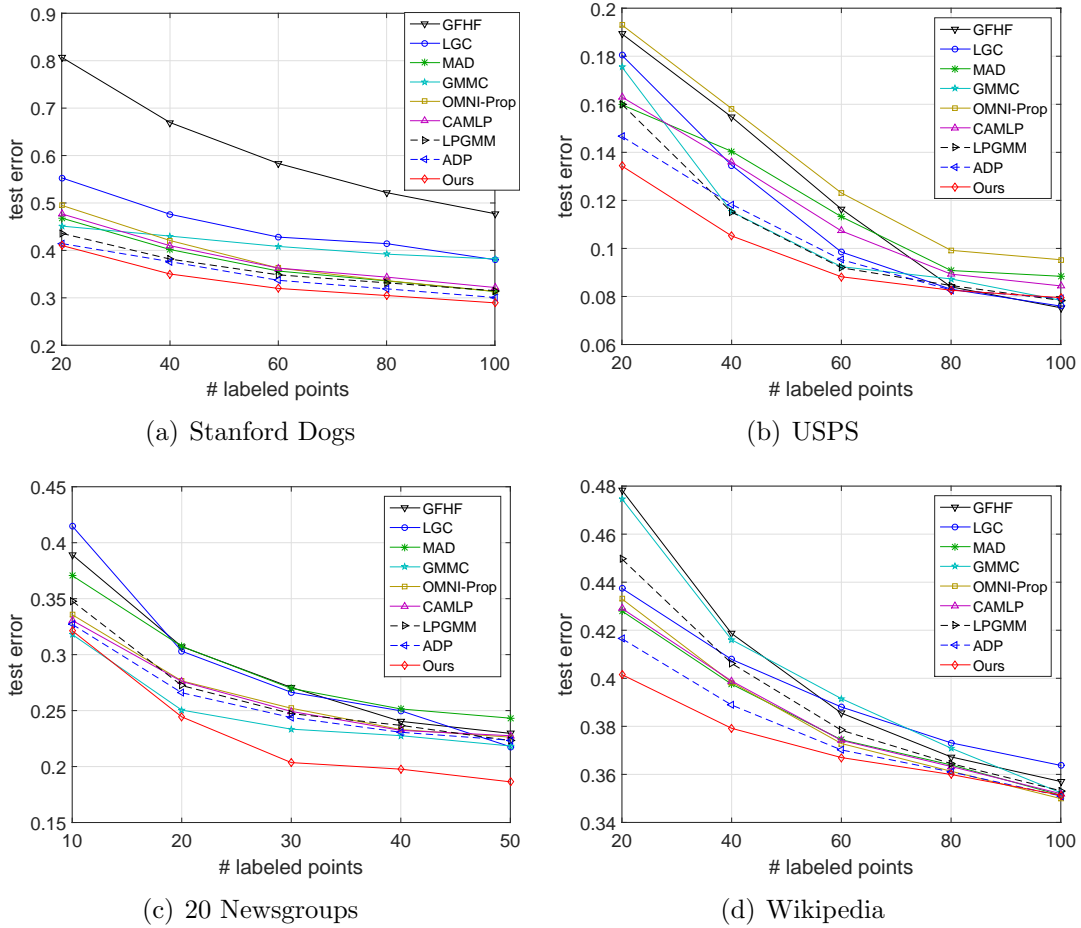 0.9
0.8
0.7
0.6
0.5
0.4
0.3
0.2
test error
20 40 60 80 100
# labeled points
GFHF
LGC
MAD
GMMC
OMNI-Prop
CAMLP
LPGMM
ADP
Ours
(a) Stanford Dogs
0.2
0.18
0.16
0.14
0.12
0.1
0.08
0.06
test error
20 40 60 80 100
# labeled points
GFHF
LGC
MAD
GMMC
OMNI-Prop
CAMLP
LPGMM
ADP
Ours
(b) USPS
0.45
0.4
0.35
0.3
0.25
0.2
0.15
test error
10 20 30 40 50
# labeled points
GFHF
LGC
MAD
GMMC
OMNI-Prop
CAMLP
LPGMM
ADP
Ours
(c) 20 Newsgroups
0.48
0.46
0.44
0.42
0.4
0.38
0.36
0.34
test error
20 40 60 80 100
# labeled points
GFHF
LGC
MAD
GMMC
OMNI-Prop
CAMLP
LPGMM
ADP
Ours
(d) Wikipedia